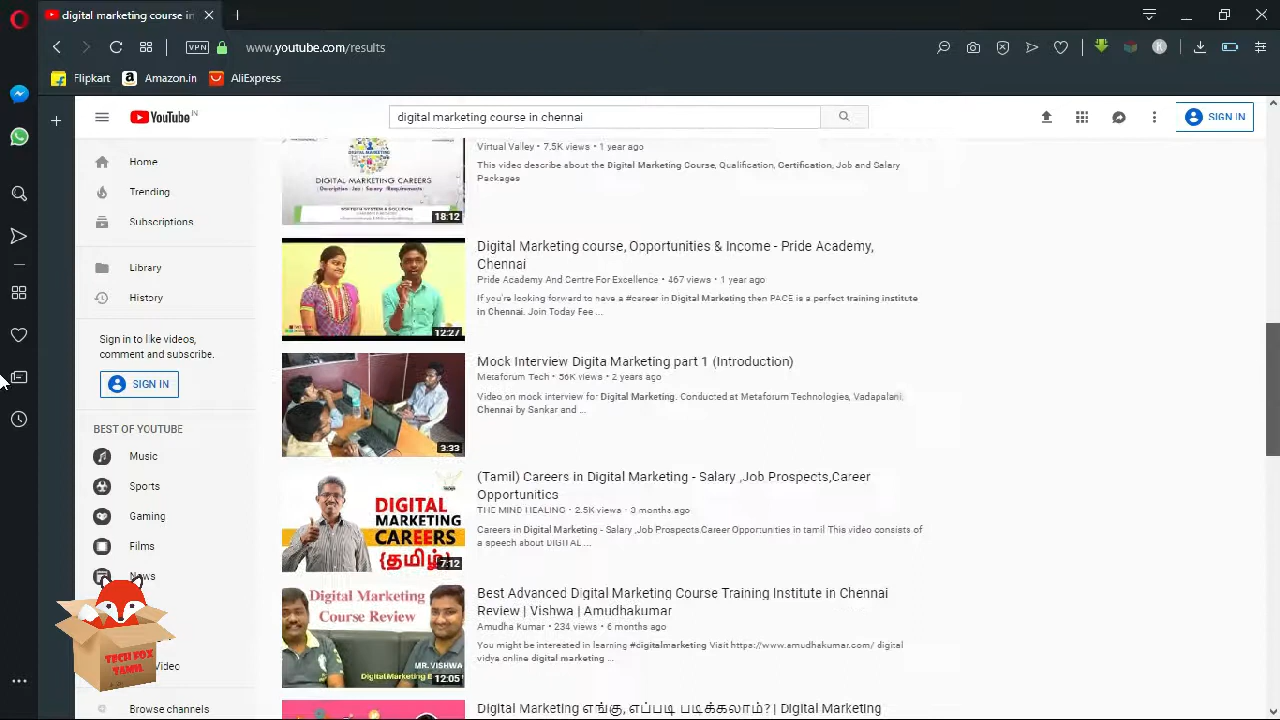 digital marketing course in
VPN
www.youtube.com/results
Flipkart
Amazon.in
AliExpress
YouTube IN
digital marketing course in chennai
SIGN IN
Home
Trending
Subscriptions
Library
History
Sign in to like videos,
comment and subscribe.
SIGN IN
BEST OF YOUTUBE
Music
Sports
Gaming
Films
News
Video
Browse channels
TECH FOX
TAMIL
DIGITAL MARKETING CAREERS
18:12
Virtual Valley • 7.5K views • 1 year ago
This video describe about the Digital Marketing Course, Qualification, Certification, Job and Salary
Packages
12:27
Digital Marketing course, Opportunities & Income - Pride Academy,
Chennai
Pride Academy And Centre For Excellence • 467 views • 1 year ago
If you're looking forward to have a #career in Digital Marketing then PACE is a perfect training institute
in Chennai. Join Today Fee ...
3:33
Mock Interview Digita Marketing part 1 (Introduction)
Metaforum Tech • 56K views • 2 years ago
Video on mock interview for Digital Marketing. Conducted at Metaforum Technologies, Vadapalani,
Chennai by Sankar and ...
DIGITAL
MARKETING
CAREERS
(தமிழ்)
7:12
(Tamil) Careers in Digital Marketing - Salary ,Job Prospects,Career
Opportunities
THE MIND HEALING • 2.5K views • 3 months ago
Careers in Digital Marketing - Salary ,Job Prospects,Career Opportunities in tamil This video consists of
a speech about DIGITAL ...
Digital Marketing
Course Review
MR. VISHWA
12:05
Best Advanced Digital Marketing Course Training Institute in Chennai
Review | Vishwa | Amudhakumar
Amudha Kumar • 234 views • 6 months ago
You might be interested in learning #digitalmarketing Visit https://www.amudhakumar.com/ digital
vidya online digital marketing ...
Digital Marketing எங்கு, எப்படி படிக்கலாம்? | Digital Marketing